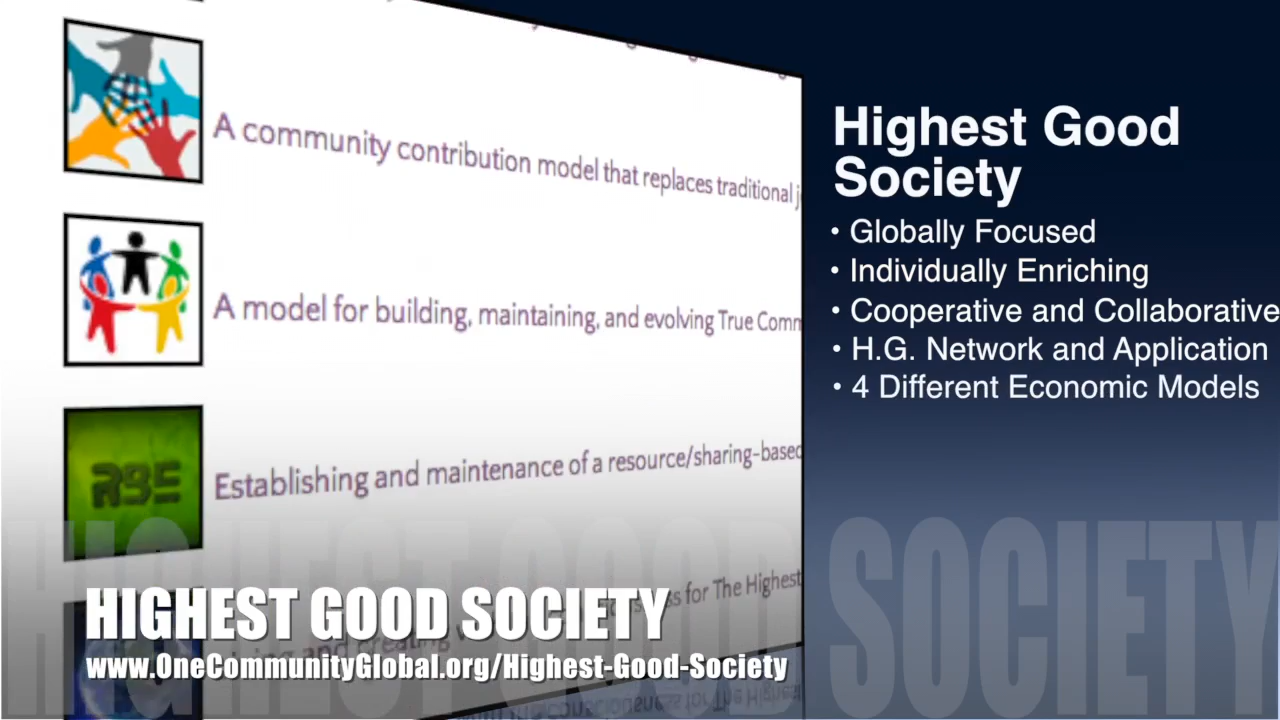 A community contribution model that replaces traditional
A model for building, maintaining, and evolving True
RBE
Establishing and maintenance of a resource/sharing-based
for The Highest
Highest Good
Society
• Globally Focused
• Individually Enriching
• Cooperative and Collaborative
• H.G. Network and Application
• 4 Different Economic Models
HIGHEST GOOD SOCIETY
HIGHEST GOOD SOCIETY
www.OneCommunityGlobal.org/Highest-Good-Society